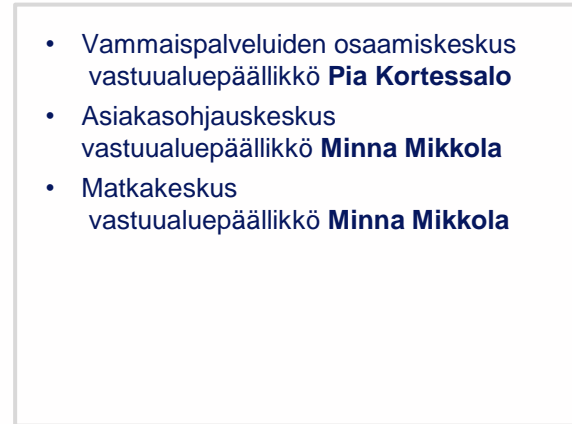 • Vammaispalveluiden osaamiskeskus
vastuualuepäällikkö Pia Kortessalo
• Asiakasohjauskeskus
vastuualuepäällikkö Minna Mikkola
• Matkakeskus
vastuualuepäällikkö Minna Mikkola